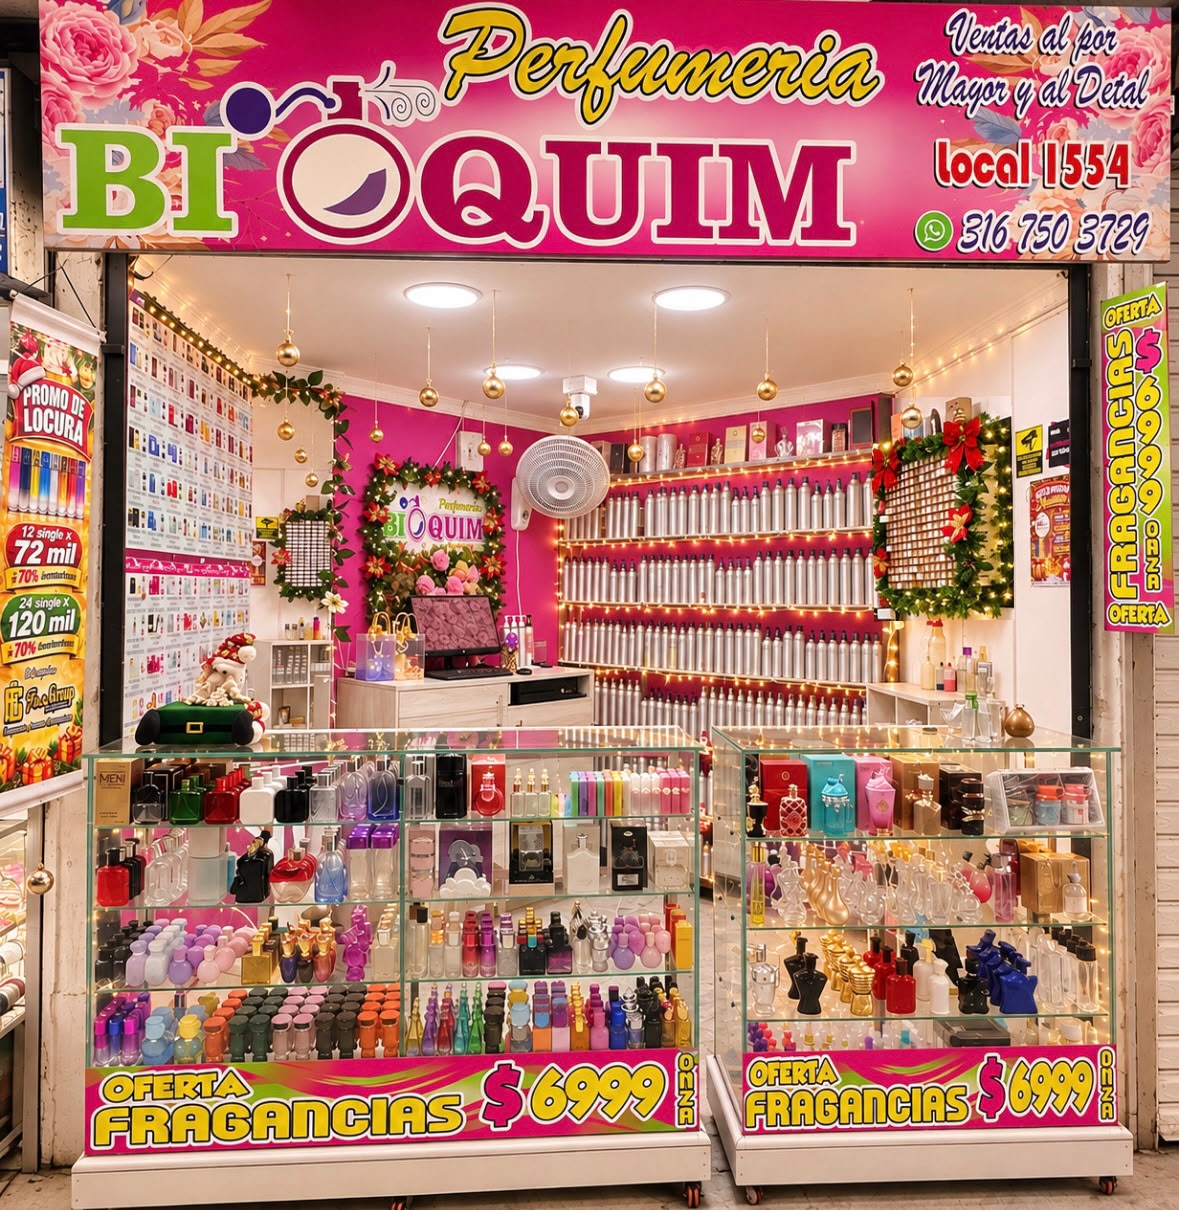 Perfumeria
BIOQUIM
Ventas al por
Mayor y al Detal
Local 1554
316 750 3729
PROMO DE
LOCURA
12 single x
72 mil
70%
24 single x
120 mil
70%
Perfumeria
BIOQUIM
OFERTA
FRAGANCIAS $6999 ONZA
OFERTA
OFERTA
FRAGANCIAS $6999 ONZA
OFERTA
FRAGANCIAS $6999 ONZA